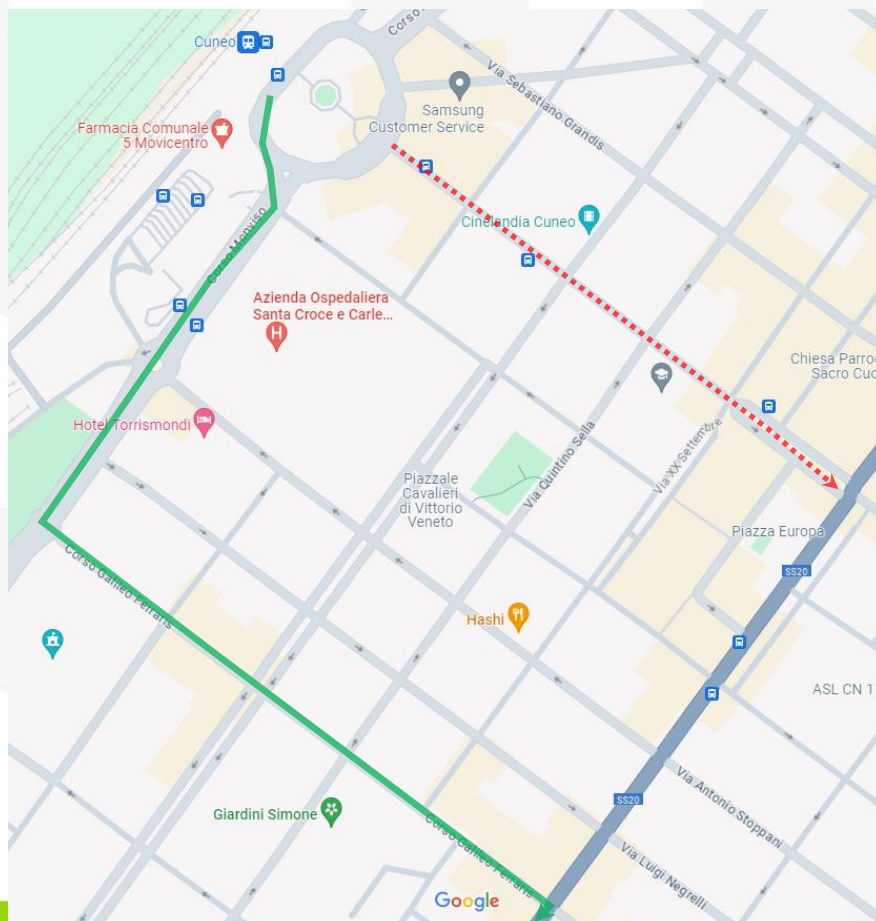 Corso
Cuneo
Via Sebastiano Grandis
Samsung
Customer Service
Farmacia Comunale
5 Movicentro
Cinelandia Cuneo
Corso Monviso
Azienda Ospedaliera
Santa Croce e Carle...
Chiesa Parro
Sacro Cuo
Hotel Torrismondi
Via Quintino Sella
Via XX Settembre
Piazzale
Cavalieri
di Vittorio
Veneto
Piazza Europa
Corso Galileo Ferraris
SS20
Hashi
ASL CN 1
Via Antonio Stoppani
SS20
Giardini Simone
Corso Galileo Ferraris
Via Luigi Negrelli
Google